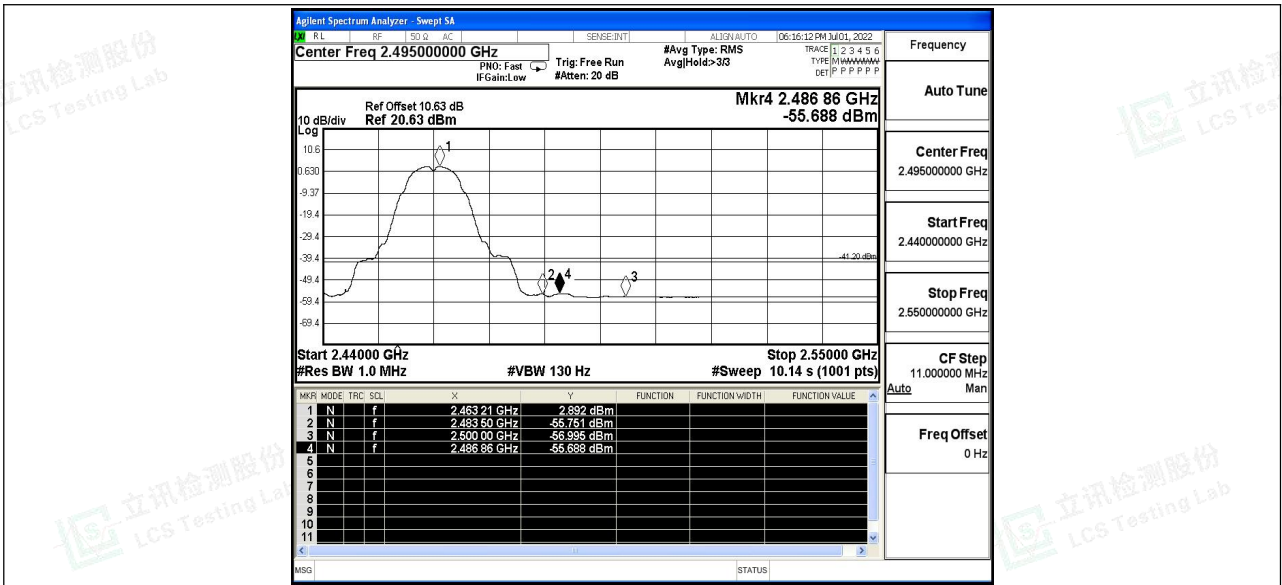 Agilent Spectrum Analyzer - Swept SA
LXI RL RF 50 Ω AC SENSE:INT ALIGN AUTO 06:16:12 PM Jul 01, 2022
Center Freq 2.495000000 GHz
PNO: Fast
IFGain:Low
Trig: Free Run
#Atten: 20 dB
#Avg Type: RMS
Avg|Hold:>3/3
TRACE 1 2 3 4 5 6
TYPE MWWWWW
DET P P P P P P
Ref Offset 10.63 dB
10 dB/div Ref 20.63 dBm
Log
Mkr4 2.486 86 GHz
-55.688 dBm
10.6
0.630
-9.37
-19.4
-29.4
-39.4
-49.4
-59.4
-69.4
1
2
4
3
-41.20 dBm
Start 2.44000 GHz Stop 2.55000 GHz
#Res BW 1.0 MHz #VBW 130 Hz #Sweep 10.14 s (1001 pts)
MKR MODE TRC SCL X Y FUNCTION FUNCTION WIDTH FUNCTION VALUE
1 N f 2.463 21 GHz 2.892 dBm
2 N f 2.483 50 GHz -55.751 dBm
3 N f 2.500 00 GHz -56.995 dBm
4 N f 2.486 86 GHz -55.688 dBm
5
6
7
8
9
10
11
MSG STATUS
Frequency
Auto Tune
Center Freq
2.495000000 GHz
Start Freq
2.440000000 GHz
Stop Freq
2.550000000 GHz
CF Step
11.000000 MHz
Auto Man
Freq Offset
0 Hz
立讯检测股份
LCS Testing Lab
立讯检测
LCS Tes
立讯检测股份
LCS Testing Lab
立讯检测股份
LCS Testing Lab